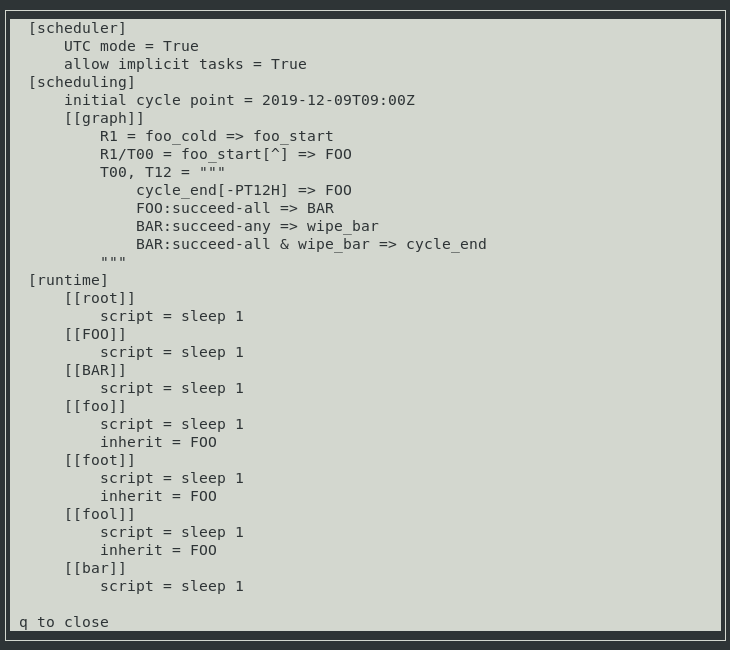 [scheduler]
    UTC mode = True
    allow implicit tasks = True
[scheduling]
    initial cycle point = 2019-12-09T09:00Z
    [[graph]]
        R1 = foo_cold => foo_start
        R1/T00 = foo_start[^] => FOO
        T00, T12 = """
            cycle_end[-PT12H] => FOO
            FOO:succeed-all => BAR
            BAR:succeed-any => wipe_bar
            BAR:succeed-all & wipe_bar => cycle_end
        """
[runtime]
    [[root]]
        script = sleep 1
    [[FOO]]
        script = sleep 1
    [[BAR]]
        script = sleep 1
    [[foo]]
        script = sleep 1
        inherit = FOO
    [[foot]]
        script = sleep 1
        inherit = FOO
    [[fool]]
        script = sleep 1
        inherit = FOO
    [[bar]]
        script = sleep 1
q to close